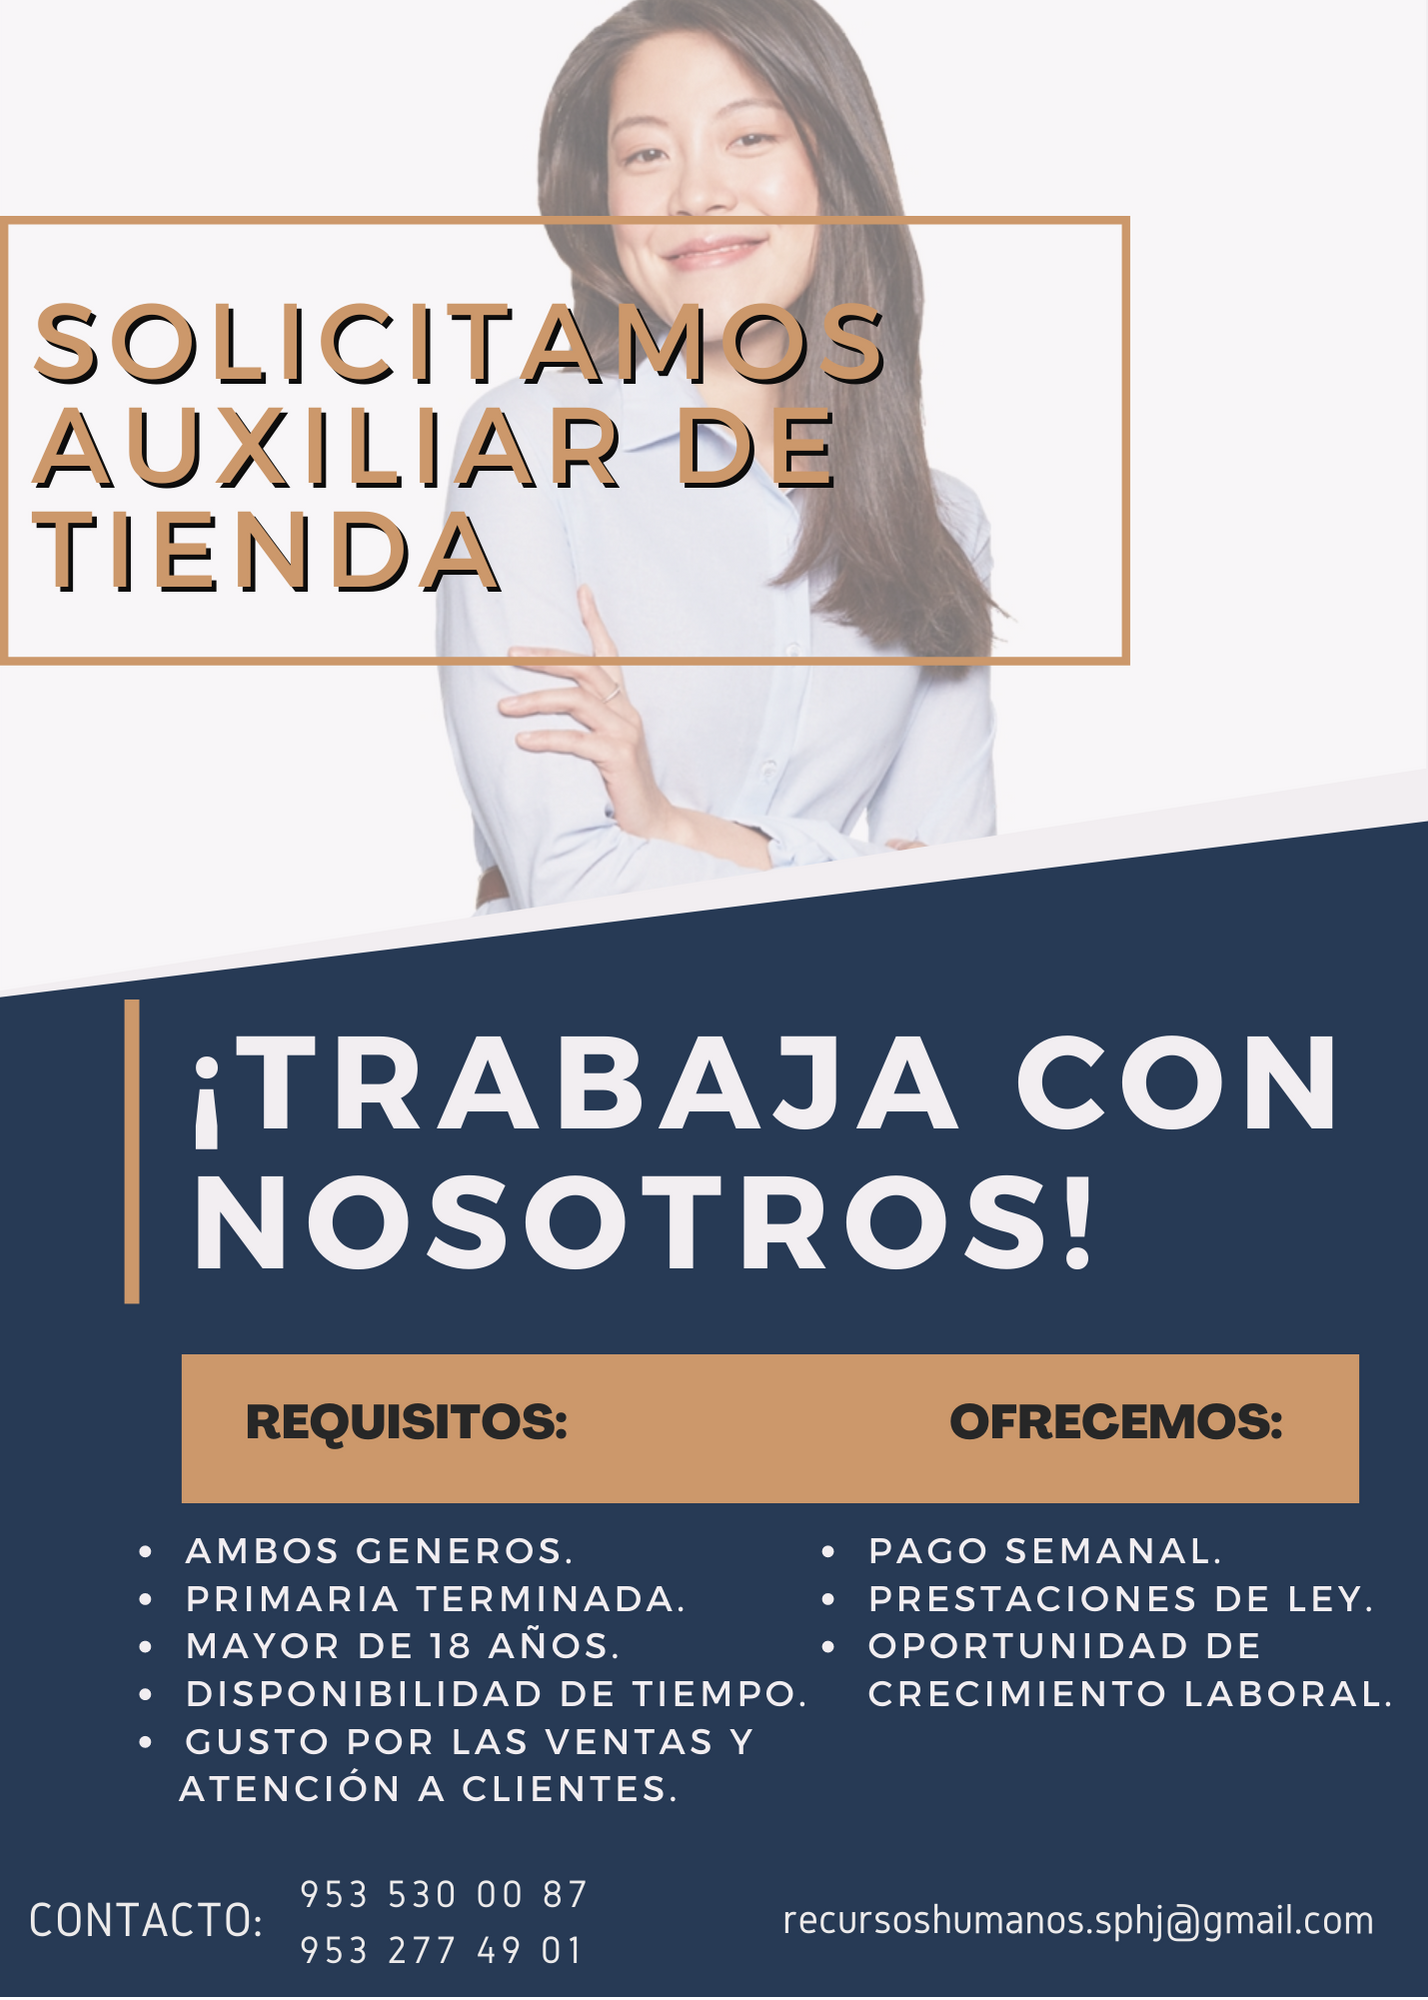 SOLICITAMOS
AUXILIAR DE
TIENDA
¡TRABAJA CON
NOSOTROS!
REQUISITOS:
• AMBOS GENEROS.
• PRIMARIA TERMINADA.
• MAYOR DE 18 AÑOS.
• DISPONIBILIDAD DE TIEMPO.
• GUSTO POR LAS VENTAS Y
ATENCIÓN A CLIENTES.
OFRECEMOS:
• PAGO SEMANAL.
• PRESTACIONES DE LEY.
• OPORTUNIDAD DE
CRECIMIENTO LABORAL.
CONTACTO:
953 530 00 87
953 277 49 01
recursoshumanos.sphj@gmail.com